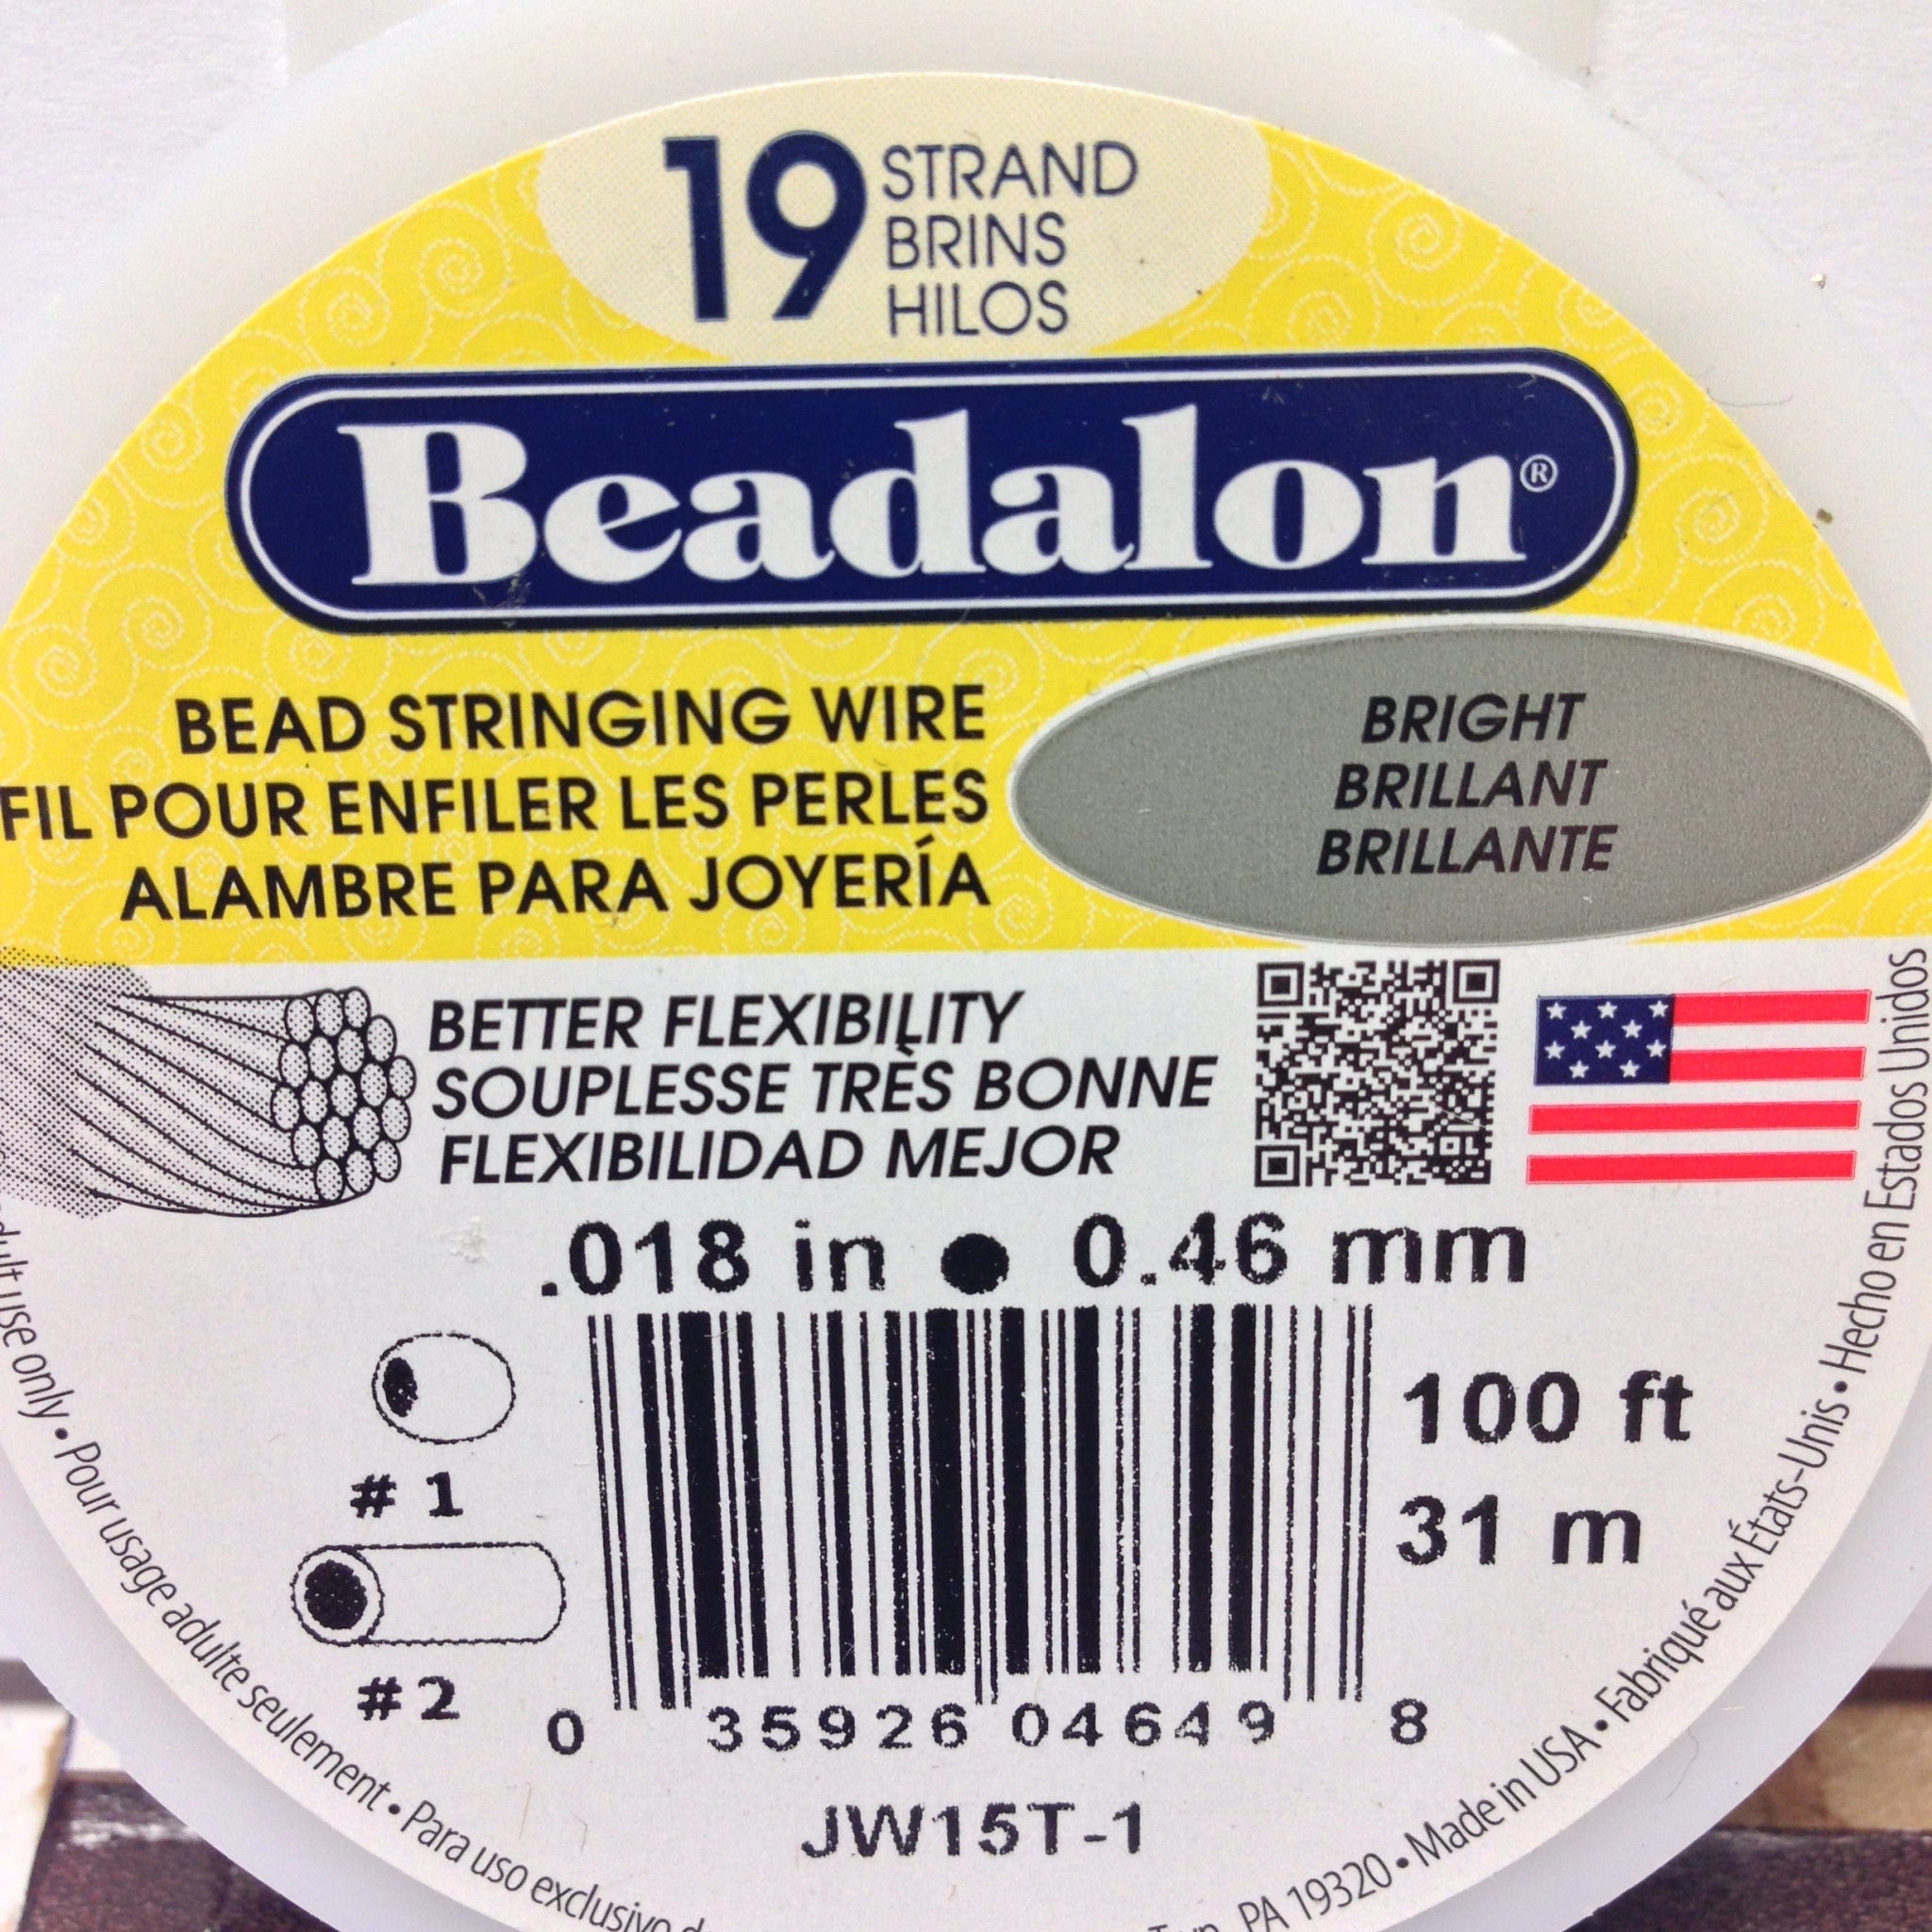 19 STRAND
BRINS
HILOS
Beadalon®
BEAD STRINGING WIRE
FIL POUR ENFILER LES PERLES
ALAMBRE PARA JOYERÍA
BRIGHT
BRILLANT
BRILLANTE
BETTER FLEXIBILITY
SOUPLESSE TRÈS BONNE
FLEXIBILIDAD MEJOR
.018 in ● 0.46 mm
100 ft
31 m
# 1
#2
0 35926 04649 8
JW15T-1
use only • Pour usage adulte seulement • Para uso exclusivo
PA 19320 • Made in USA • Fabriqué aux États-Unis • Hecho en Estados Unidos